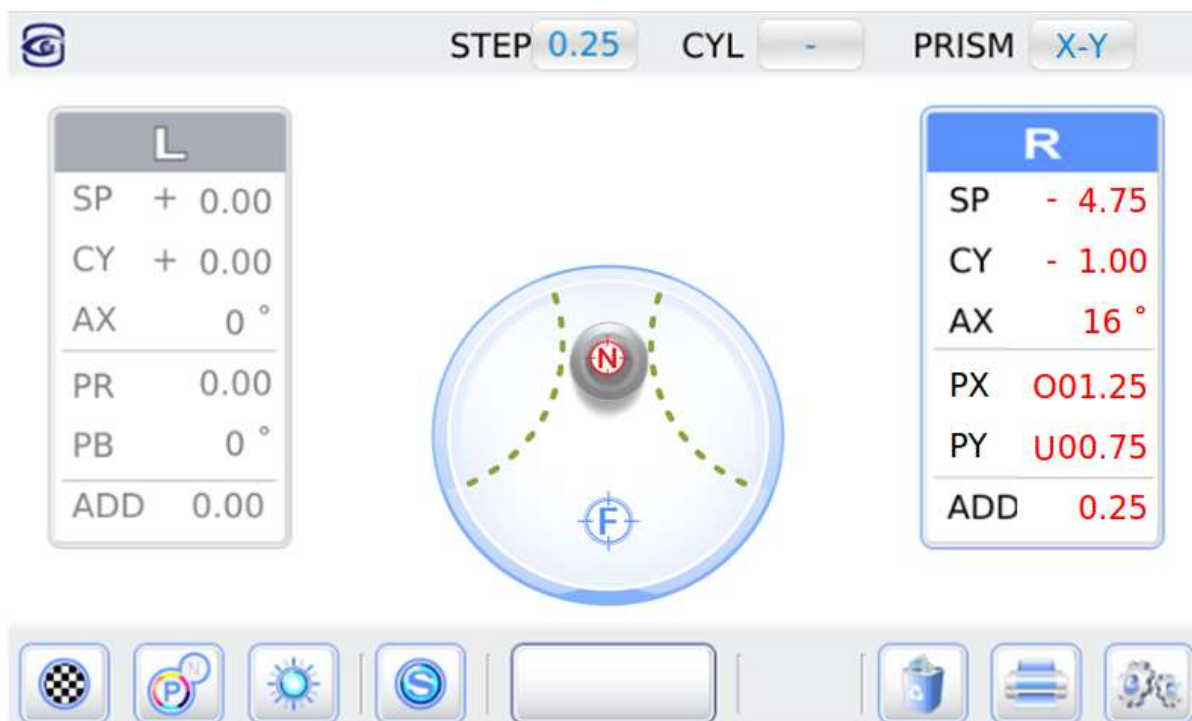 STEP 0.25 CYL - PRISM X-Y
L
SP + 0.00
CY + 0.00
AX 0 °
PR 0.00
PB 0 °
ADD 0.00
N
F
R
SP - 4.75
CY - 1.00
AX 16 °
PX O01.25
PY U00.75
ADD 0.25
P N
S